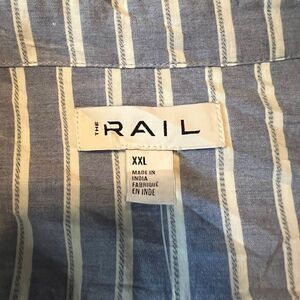 THE RAIL
XXL
MADE IN
INDIA
FABRIQUÉ
EN INDE